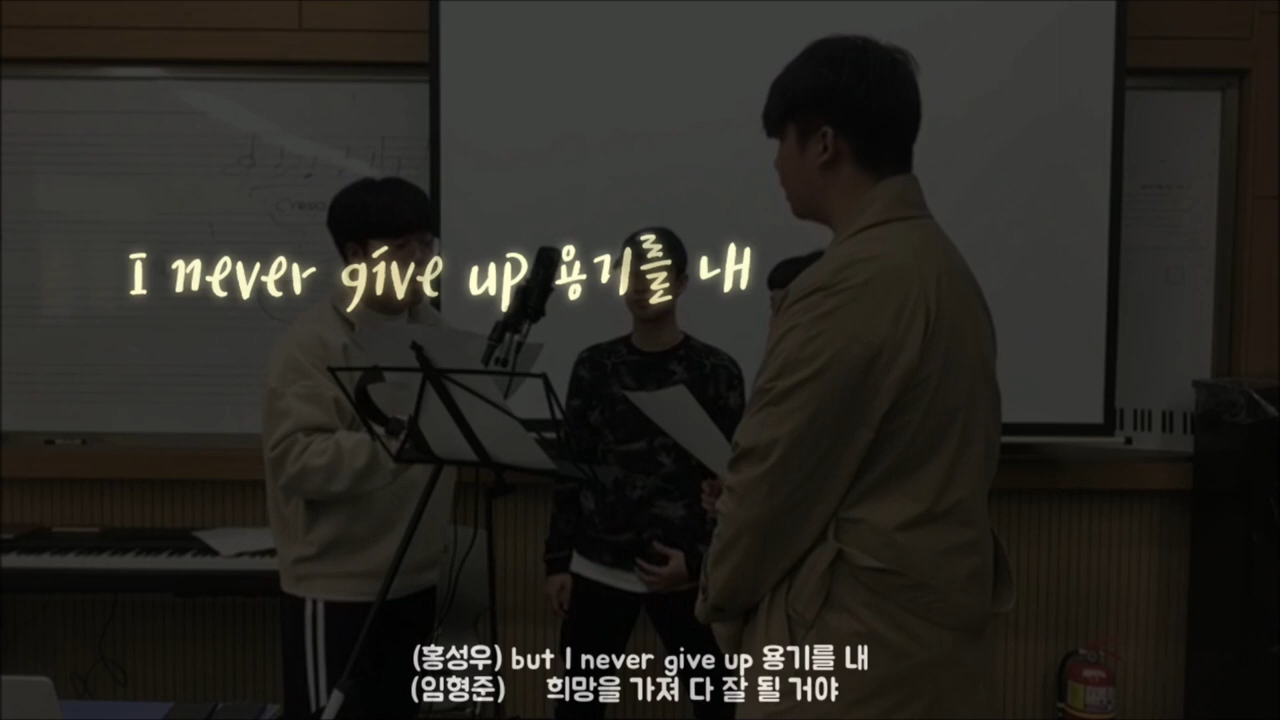 I never give up 용기를 내
(홍성우) but I never give up 용기를 내
(임형준) 희망을 가져 다 잘 될 거야